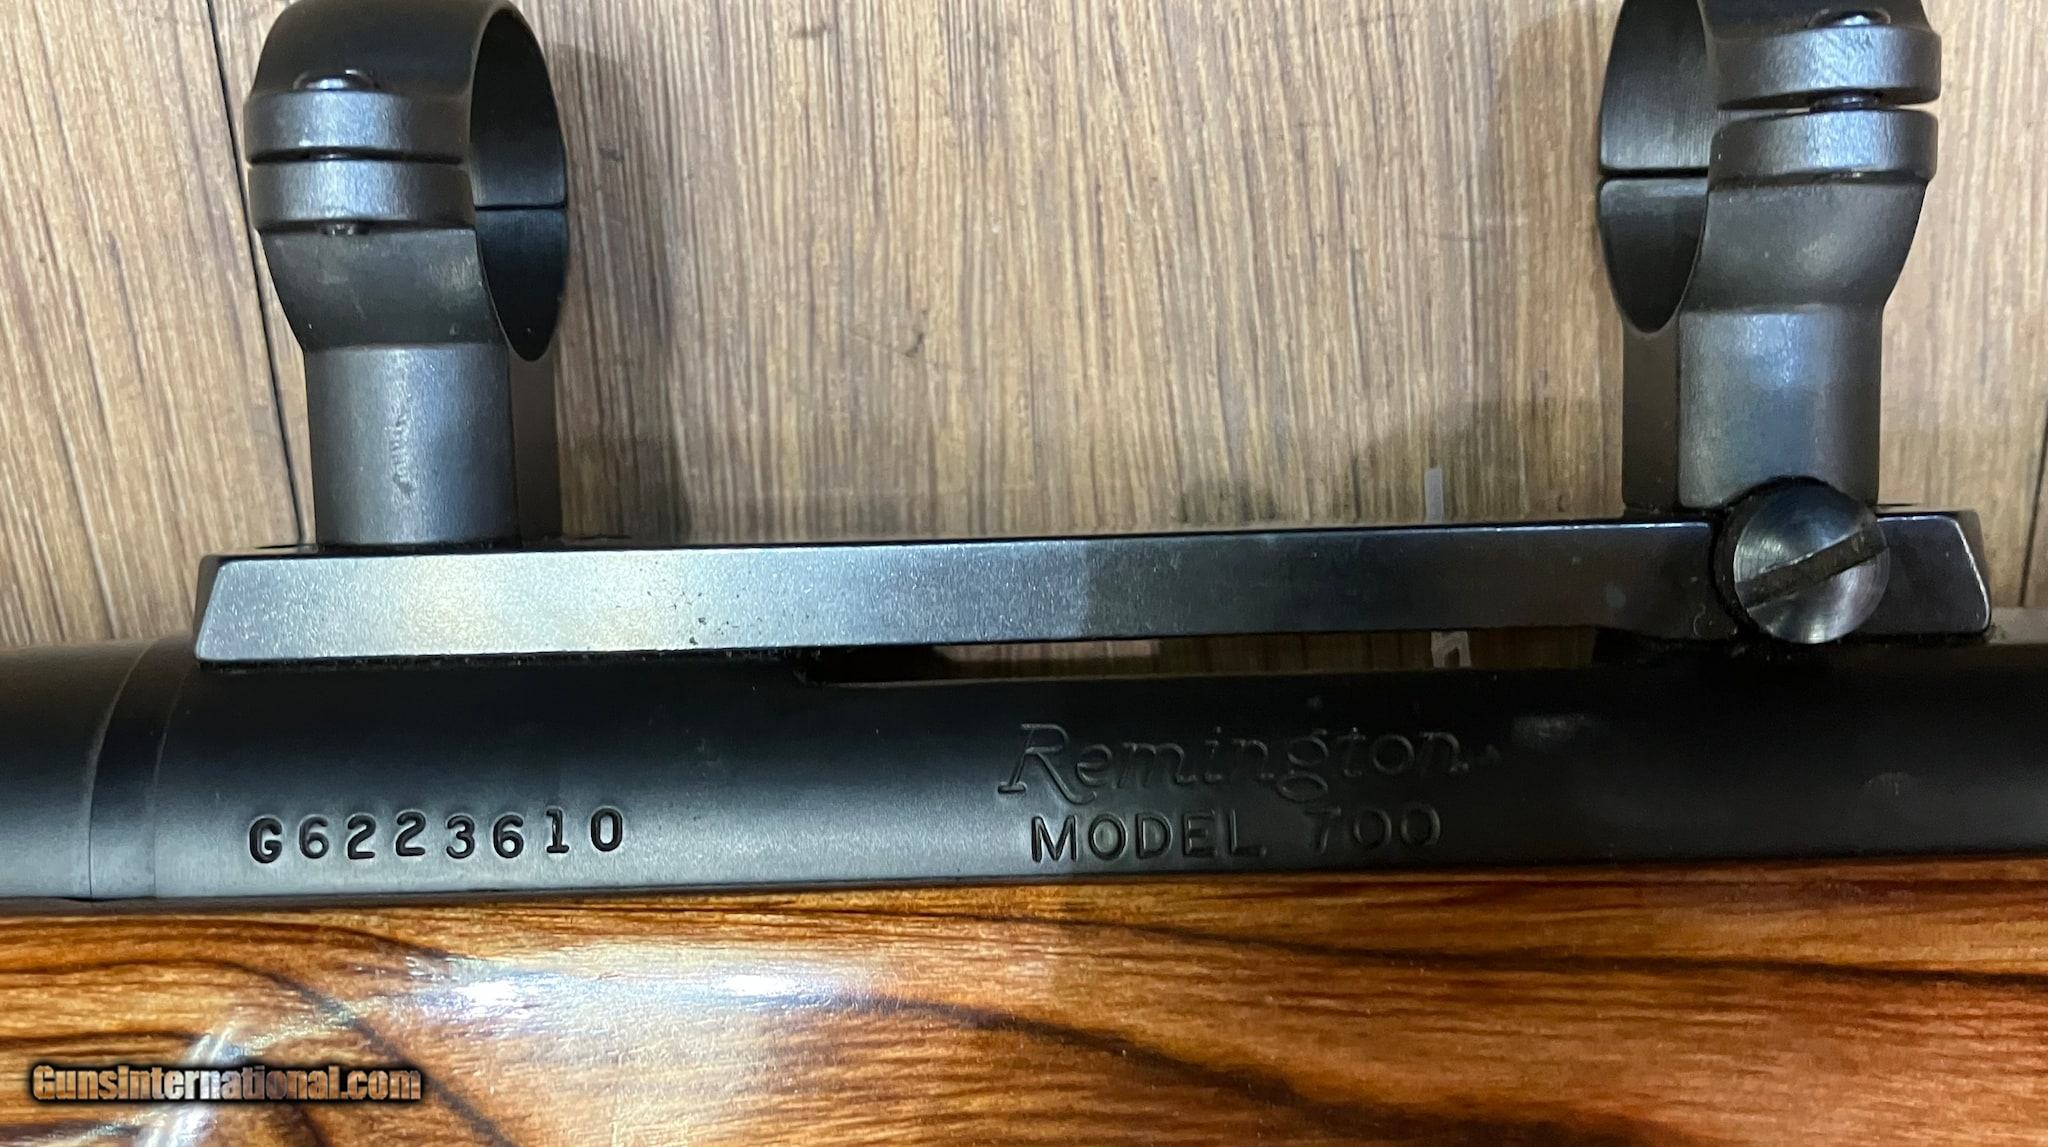 Remington
MODEL 700
G6223610
GunsInternational.com